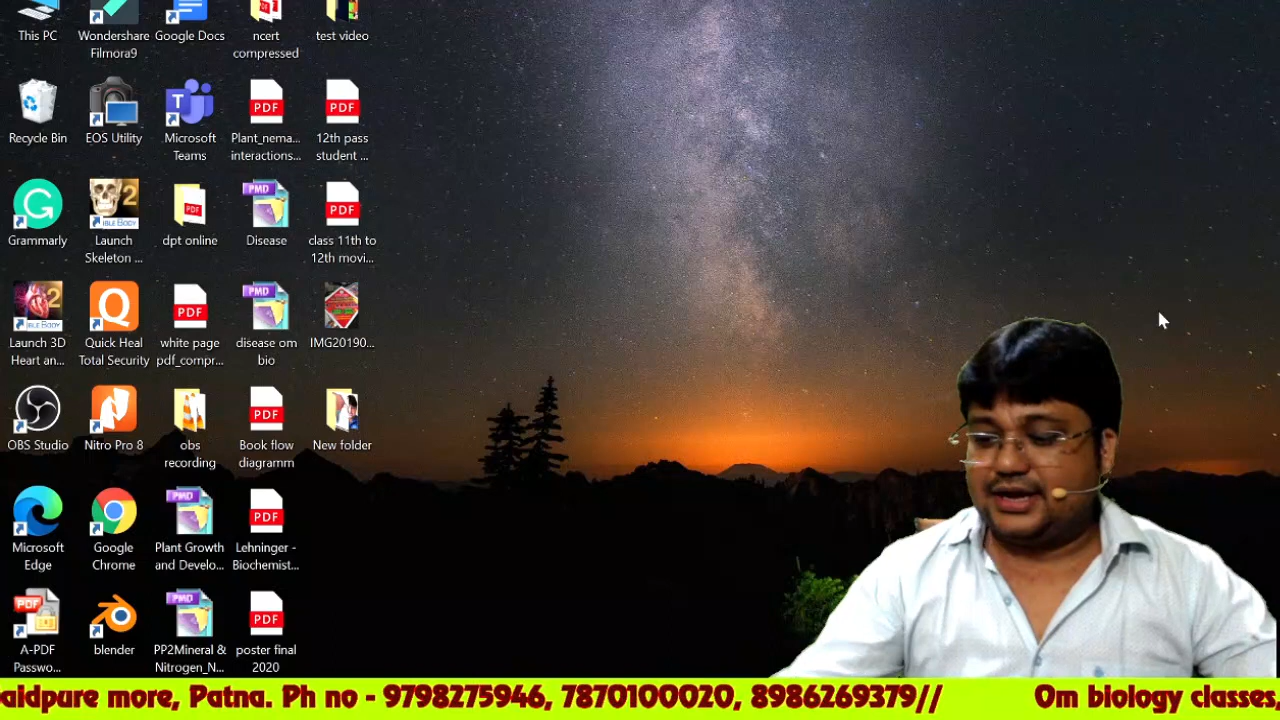 This PC
Wondershare
Filmora9
Google Docs
ncert
compressed
test video
Recycle Bin
EOS Utility
Microsoft
Teams
Plant_nema...
interactions...
12th pass
student ...
Grammarly
Launch
Skeleton ...
dpt online
Disease
class 11th to
12th movi...
Launch 3D
Heart an...
Quick Heal
Total Security
white page
pdf_compr...
disease om
bio
IMG20190...
OBS Studio
Nitro Pro 8
obs
recording
Book flow
diagramm
New folder
Microsoft
Edge
Google
Chrome
Plant Growth
and Develo...
Lehninger -
Biochemist...
A-PDF
Passwo...
blender
PP2Mineral &
Nitrogen_N...
poster final
2020
aidpure more, Patna. Ph no - 9798275946, 7870100020, 8986269379// Om biology classes,